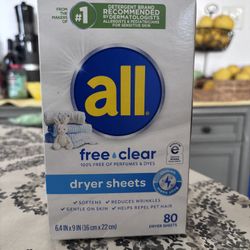 FROM THE
MAKERS OF
#1
DETERGENT BRAND
RECOMMENDED
BY DERMATOLOGISTS
ALLERGISTS & PEDIATRICIANS
FOR SENSITIVE SKIN
all
free clear
100% FREE OF PERFUMES & DYES
dryer sheets
SOFTENS
REDUCES WRINKLES
GENTLE ON SKIN
HELPS REPEL PET HAIR
6.4 IN x 9 IN (16 cm x 22 cm)
80
DRYER SHEETS